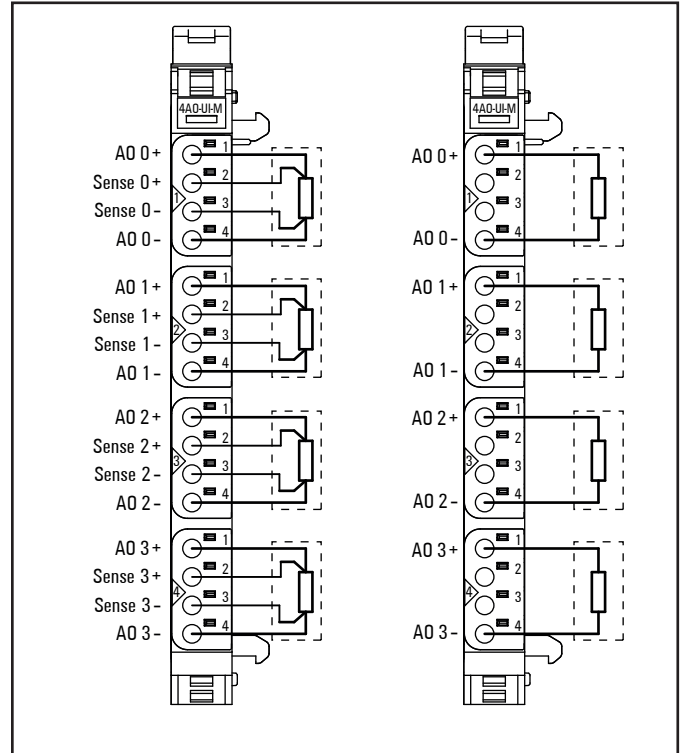 4AO-UI-M
AO 0+ 1
Sense 0+ 2
Sense 0- 3
AO 0- 4
1
AO 1+ 1
Sense 1+ 2
Sense 1- 3
AO 1- 4
2
AO 2+ 1
Sense 2+ 2
Sense 2- 3
AO 2- 4
3
AO 3+ 1
Sense 3+ 2
Sense 3- 3
AO 3- 4
4
4AO-UI-M
AO 0+ 1
2
3
AO 0- 4
1
AO 1+ 1
2
3
AO 1- 4
2
AO 2+ 1
2
3
AO 2- 4
3
AO 3+ 1
2
3
AO 3- 4
4